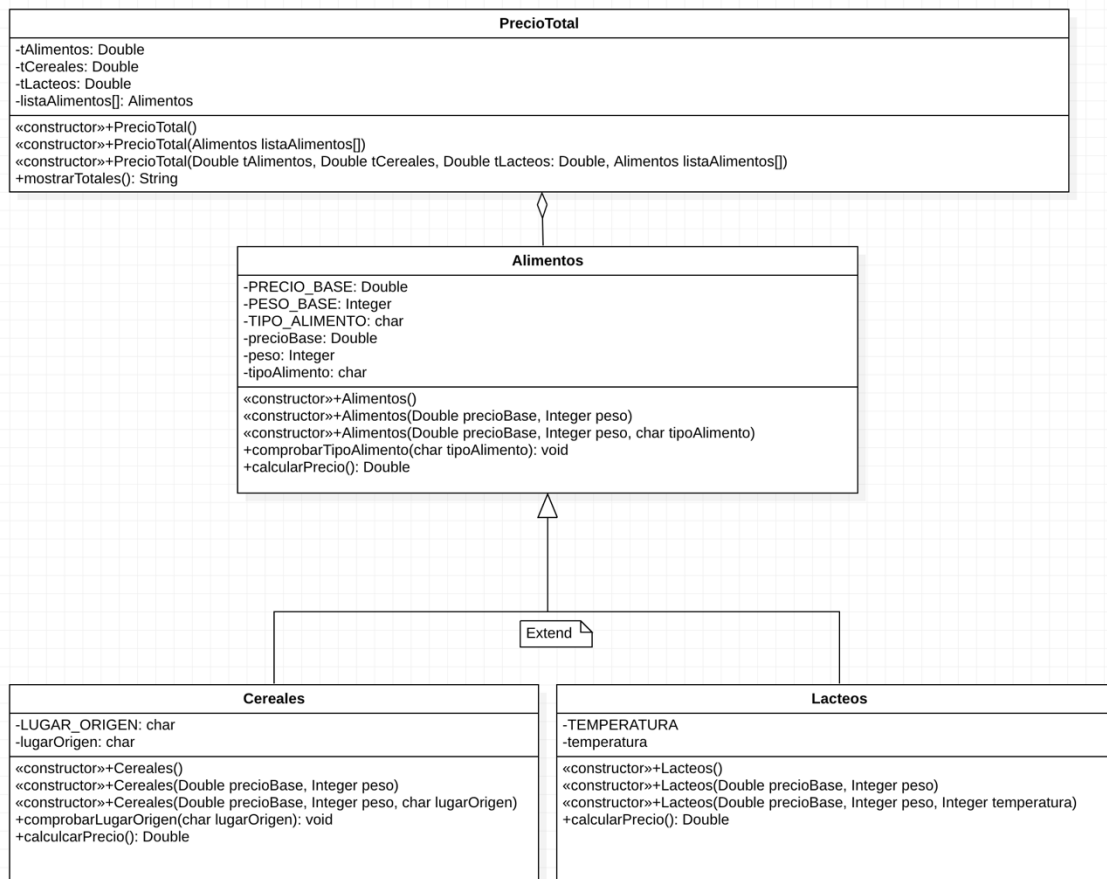 PrecioTotal
-tAlimentos: Double
-tCereales: Double
-tLacteos: Double
-listaAlimentos[]: Alimentos
«constructor»+PrecioTotal()
«constructor»+PrecioTotal(Alimentos listaAlimentos[])
«constructor»+PrecioTotal(Double tAlimentos, Double tCereales, Double tLacteos: Double, Alimentos listaAlimentos[])
+mostrarTotales(): String
Alimentos
-PRECIO_BASE: Double
-PESO_BASE: Integer
-TIPO_ALIMENTO: char
-precioBase: Double
-peso: Integer
-tipoAlimento: char
«constructor»+Alimentos()
«constructor»+Alimentos(Double precioBase, Integer peso)
«constructor»+Alimentos(Double precioBase, Integer peso, char tipoAlimento)
+comprobarTipoAlimento(char tipoAlimento): void
+calcularPrecio(): Double
Extend
Cereales
-LUGAR_ORIGEN: char
-lugarOrigen: char
«constructor»+Cereales()
«constructor»+Cereales(Double precioBase, Integer peso)
«constructor»+Cereales(Double precioBase, Integer peso, char lugarOrigen)
+comprobarLugarOrigen(char lugarOrigen): void
+calculcarPrecio(): Double
Lacteos
-TEMPERATURA
-temperatura
«constructor»+Lacteos()
«constructor»+Lacteos(Double precioBase, Integer peso)
«constructor»+Lacteos(Double precioBase, Integer peso, Integer temperatura)
+calcularPrecio(): Double